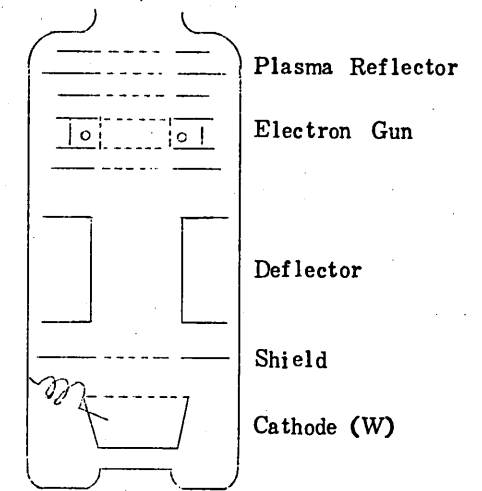 Plasma Reflector
Electron Gun
Deflector
Shield
Cathode (W)